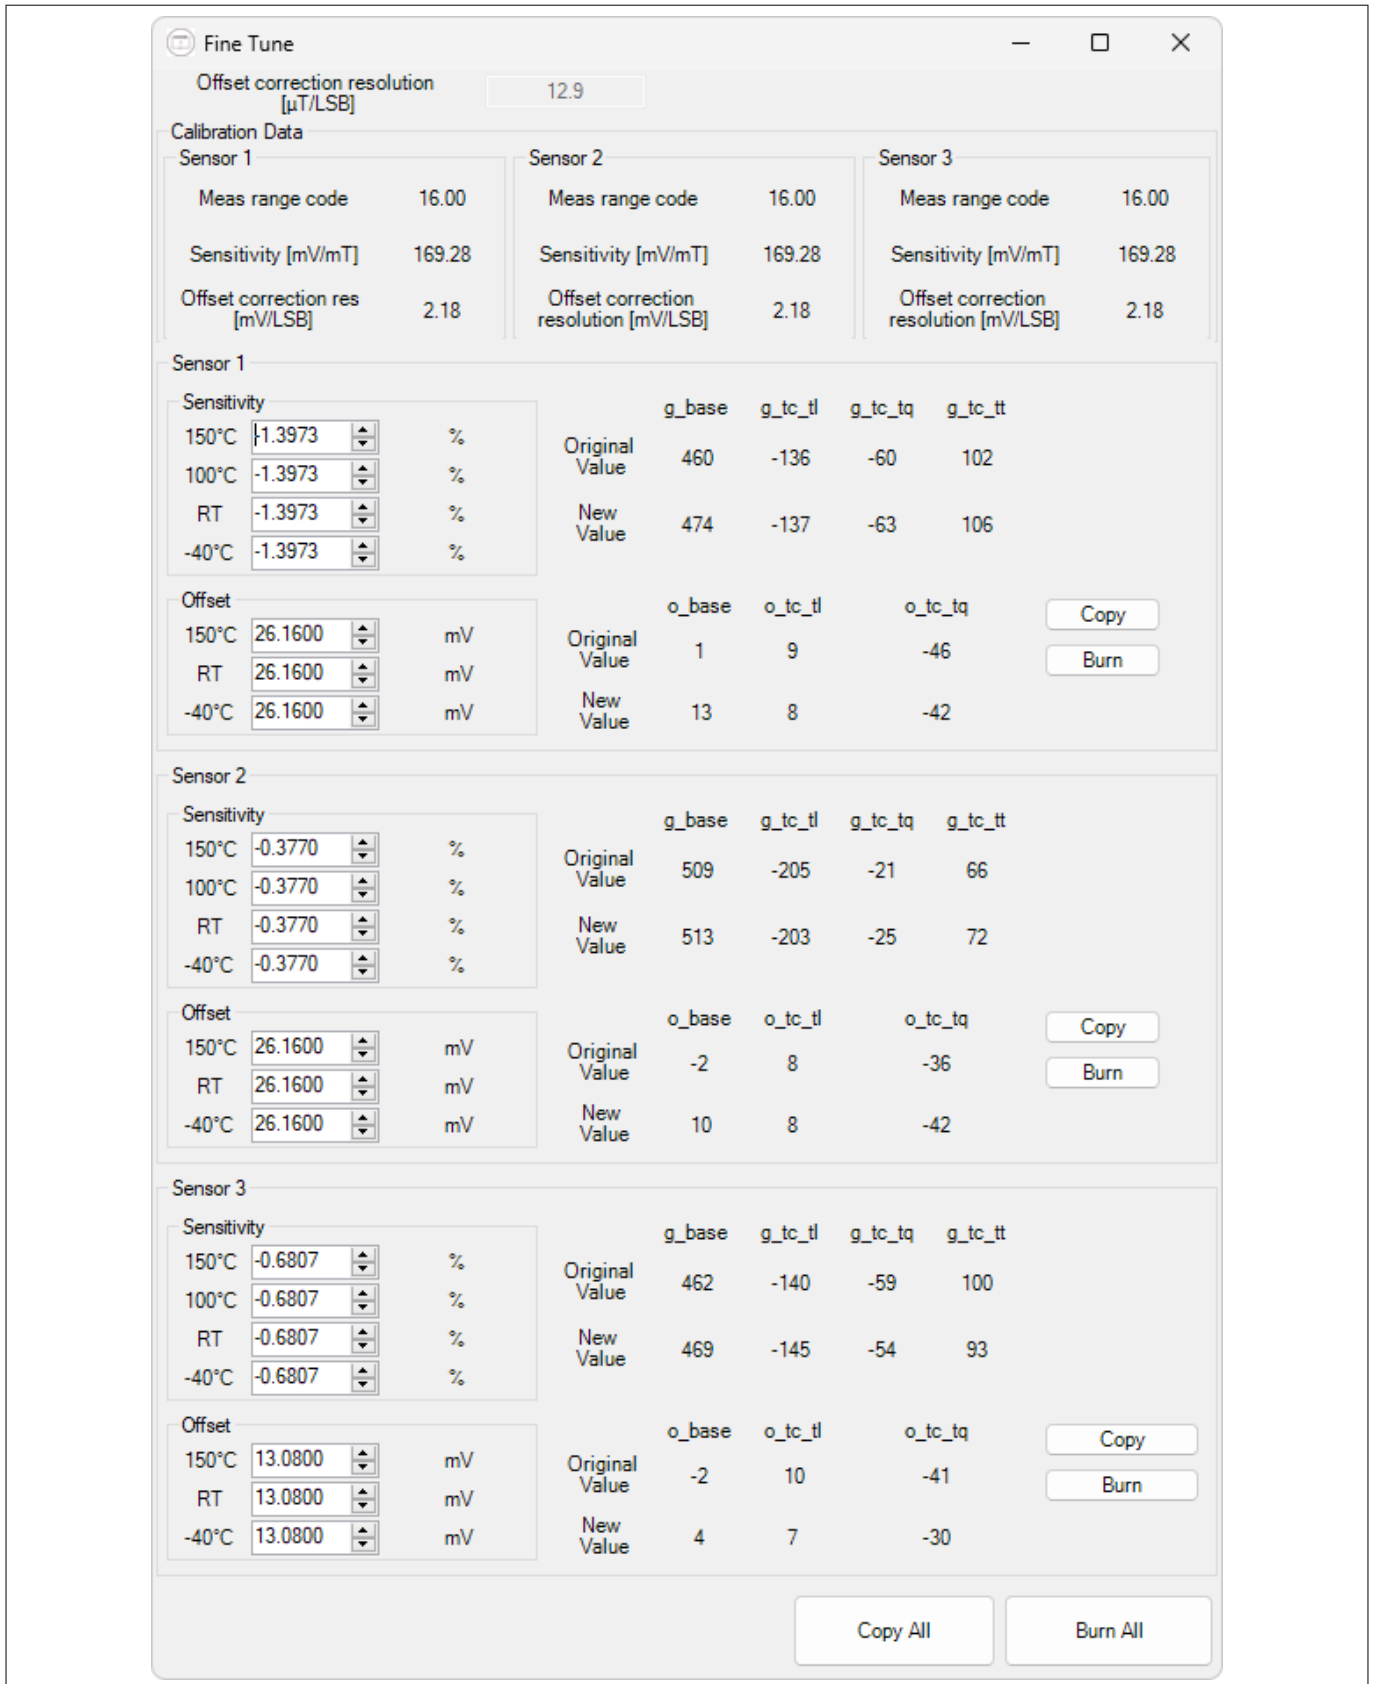 Fine Tune
Offset correction resolution
[µT/LSB]
12.9
Calibration Data
Sensor 1
Meas range code 16.00
Sensitivity [mV/mT] 169.28
Offset correction res
[mV/LSB]
2.18
Sensor 2
Meas range code 16.00
Sensitivity [mV/mT] 169.28
Offset correction
resolution [mV/LSB]
2.18
Sensor 3
Meas range code 16.00
Sensitivity [mV/mT] 169.28
Offset correction
resolution [mV/LSB]
2.18
Sensor 1
Sensitivity
150°C -1.3973 %
100°C -1.3973 %
RT -1.3973 %
-40°C -1.3973 %
g_base g_tc_tl g_tc_tq g_tc_tt
Original
Value
460 -136 -60 102
New
Value
474 -137 -63 106
Offset
150°C 26.1600 mV
RT 26.1600 mV
-40°C 26.1600 mV
o_base o_tc_tl o_tc_tq
Original
Value
1 9 -46
New
Value
13 8 -42
Copy
Burn
Sensor 2
Sensitivity
150°C -0.3770 %
100°C -0.3770 %
RT -0.3770 %
-40°C -0.3770 %
g_base g_tc_tl g_tc_tq g_tc_tt
Original
Value
509 -205 -21 66
New
Value
513 -203 -25 72
Offset
150°C 26.1600 mV
RT 26.1600 mV
-40°C 26.1600 mV
o_base o_tc_tl o_tc_tq
Original
Value
-2 8 -36
New
Value
10 8 -42
Copy
Burn
Sensor 3
Sensitivity
150°C -0.6807 %
100°C -0.6807 %
RT -0.6807 %
-40°C -0.6807 %
g_base g_tc_tl g_tc_tq g_tc_tt
Original
Value
462 -140 -59 100
New
Value
469 -145 -54 93
Offset
150°C 13.0800 mV
RT 13.0800 mV
-40°C 13.0800 mV
o_base o_tc_tl o_tc_tq
Original
Value
-2 10 -41
New
Value
4 7 -30
Copy
Burn
Copy All
Burn All